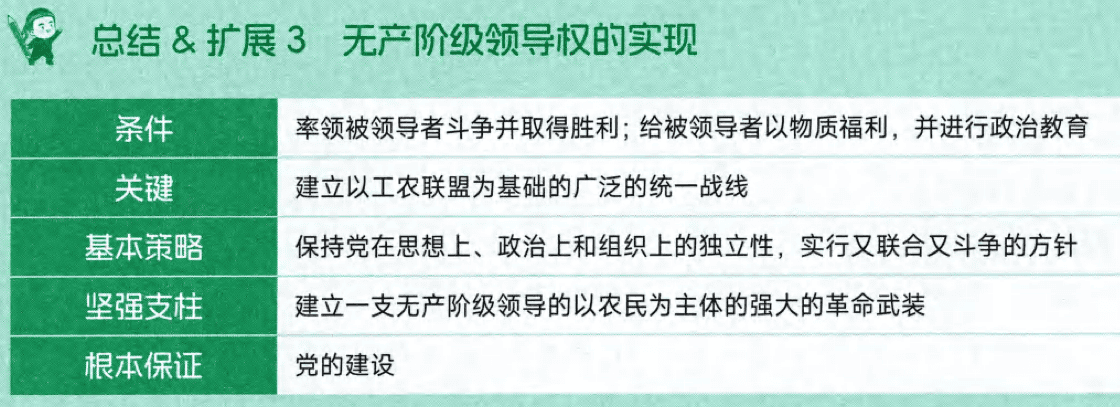 总结 & 扩展 3 无产阶级领导权的实现
条件 率领被领导者斗争并取得胜利；给被领导者以物质福利，并进行政治教育
关键 建立以工农联盟为基础的广泛的统一战线
基本策略 保持党在思想上、政治上和组织上的独立性，实行又联合又斗争的方针
坚强支柱 建立一支无产阶级领导的以农民为主体的强大的革命武装
根本保证 党的建设